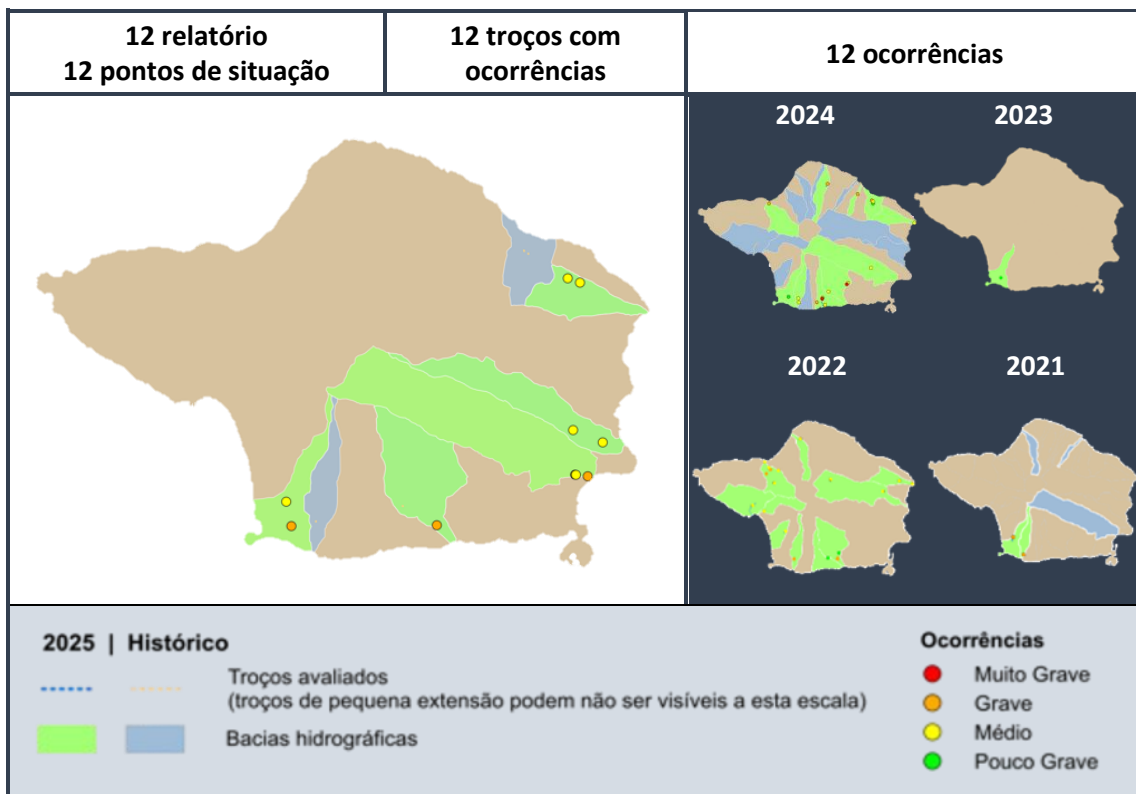 12 relatório
12 pontos de situação
12 troços com
ocorrências
12 ocorrências
2024
2023
2022
2021
2025 | Histórico
Troços avaliados
(troços de pequena extensão podem não ser visíveis a esta escala)
Bacias hidrográficas
Ocorrências
Muito Grave
Grave
Médio
Pouco Grave